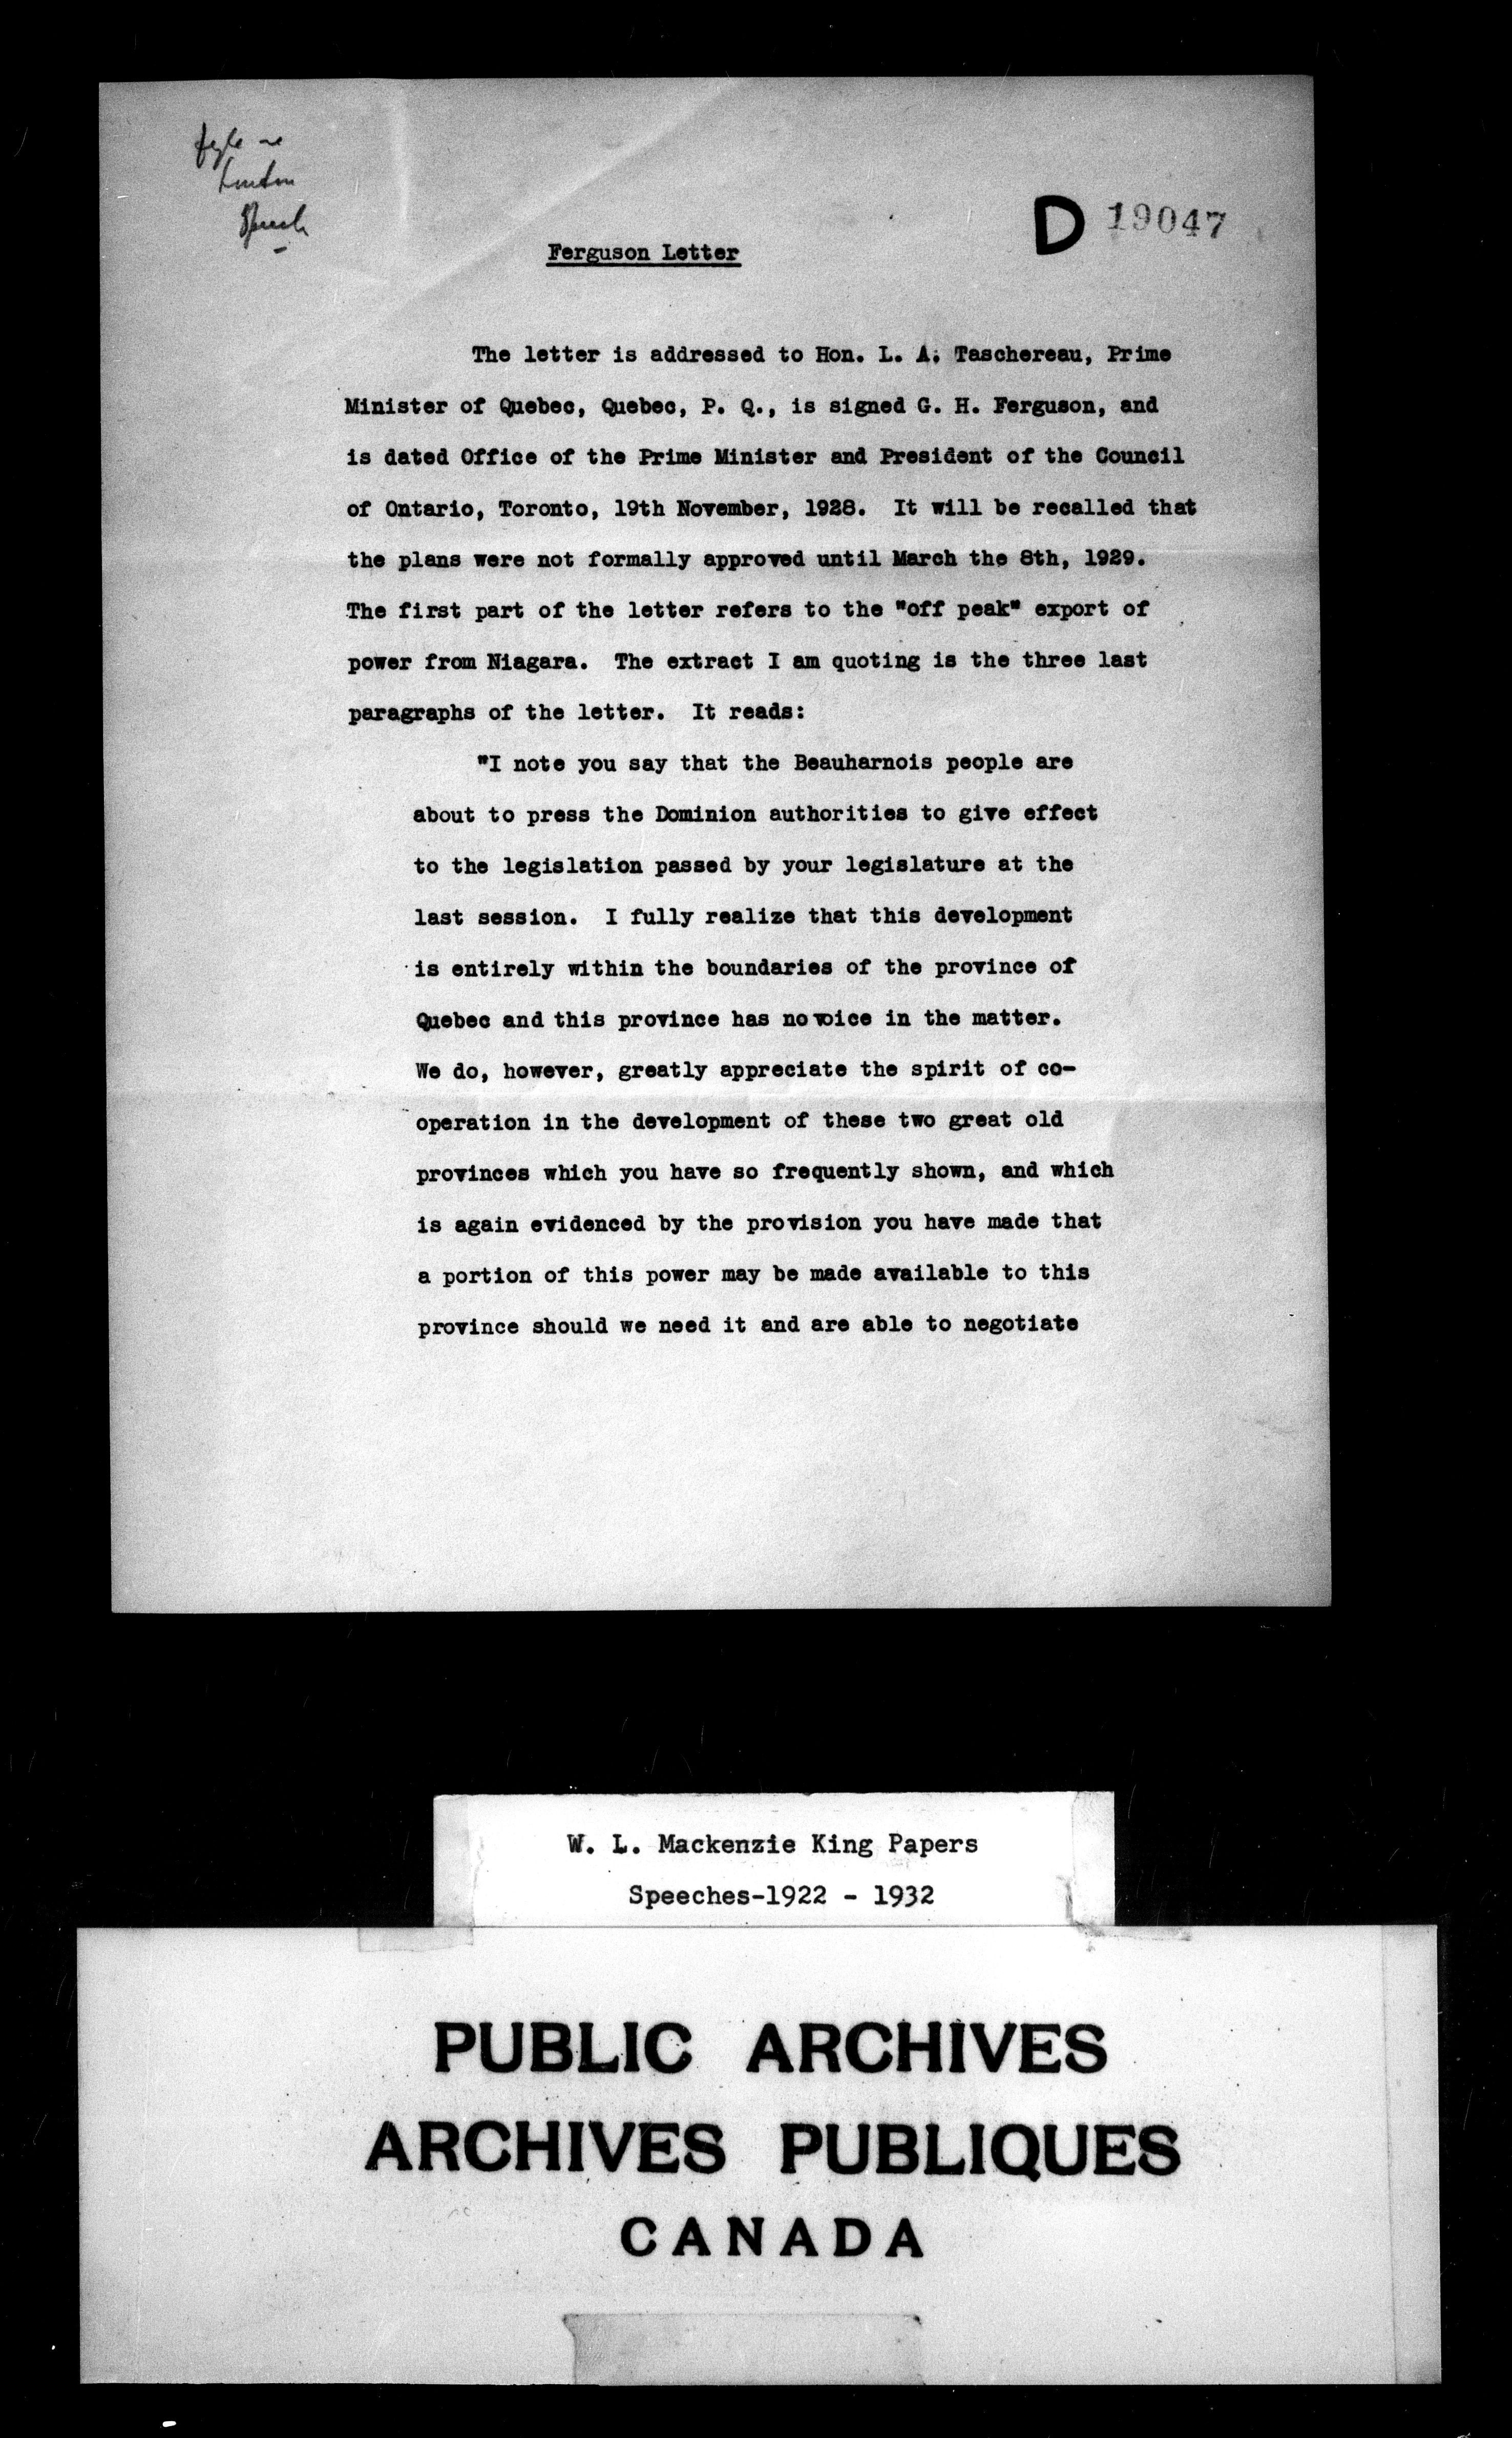 Speech
D 19047
Ferguson Letter
The letter is addressed to Hon. L. A. Taschereau, Prime
Minister of Quebec, Quebec, P. Q., is signed G. H. Ferguson, and
is dated Office of the Prime Minister and President of the Council
of Ontario, Toronto, 19th November, 1928. It will be recalled that
the plans were not formally approved until March the 8th, 1929.
The first part of the letter refers to the "off peak" export of
power from Niagara. The extract I am quoting is the three last
paragraphs of the letter. It reads:
"I note you say that the Beauharnois people are
about to press the Dominion authorities to give effect
to the legislation passed by your legislature at the
last session. I fully realize that this development
is entirely within the boundaries of the province of
Quebec and this province has no voice in the matter.
We do, however, greatly appreciate the spirit of co-
operation in the development of these two great old
provinces which you have so frequently shown, and which
is again evidenced by the provision you have made that
a portion of this power may be made available to this
province should we need it and are able to negotiate
W. L. Mackenzie King Papers
Speeches-1922 - 1932
PUBLIC ARCHIVES
ARCHIVES PUBLIQUES
CANADA